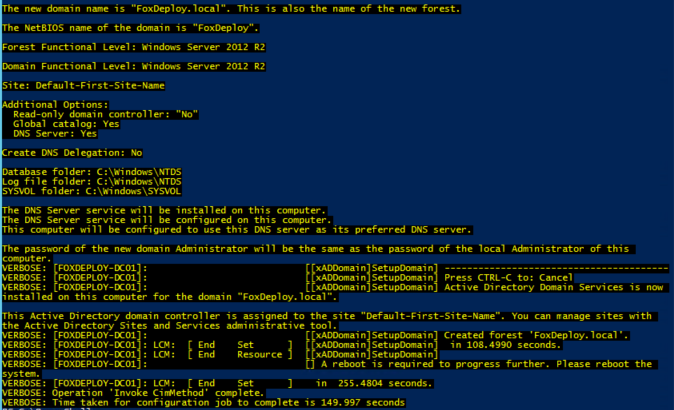 The new domain name is "FoxDeploy.local". This is also the name of the new forest.
The NetBIOS name of the domain is "FoxDeploy".
Forest Functional Level: Windows Server 2012 R2
Domain Functional Level: Windows Server 2012 R2
Site: Default-First-Site-Name
Additional Options:
Read-only domain controller: "No"
Global catalog: Yes
DNS Server: Yes
Create DNS Delegation: No
Database folder: C:\Windows\NTDS
Log file folder: C:\Windows\NTDS
SYSVOL folder: C:\Windows\SYSVOL
The DNS Server service will be installed on this computer.
The DNS Server service will be configured on this computer.
This computer will be configured to use this DNS server as its preferred DNS server.
The password of the new domain Administrator will be the same as the password of the local Administrator of this
computer.
VERBOSE: [FOXDEPLOY-DC01]: [[xADDomain]SetupDomain] ----------------------------------------
VERBOSE: [FOXDEPLOY-DC01]: [[xADDomain]SetupDomain] Press CTRL-C to: Cancel
VERBOSE: [FOXDEPLOY-DC01]: [[xADDomain]SetupDomain] Active Directory Domain Services is now
installed on this computer for the domain "FoxDeploy.local".
This Active Directory domain controller is assigned to the site "Default-First-Site-Name". You can manage sites with
the Active Directory Sites and Services administrative tool.
VERBOSE: [FOXDEPLOY-DC01]: [[xADDomain]SetupDomain] Created forest 'FoxDeploy.local'.
VERBOSE: [FOXDEPLOY-DC01]: LCM: [ End Set ] [[xADDomain]SetupDomain] in 108.4990 seconds.
VERBOSE: [FOXDEPLOY-DC01]: LCM: [ End Resource ] [[xADDomain]SetupDomain]
VERBOSE: [FOXDEPLOY-DC01]: [] A reboot is required to progress further. Please reboot the
system.
VERBOSE: [FOXDEPLOY-DC01]: LCM: [ End Set ] in 255.4804 seconds.
VERBOSE: Operation 'Invoke CimMethod' complete.
VERBOSE: Time taken for configuration job to complete is 149.997 seconds